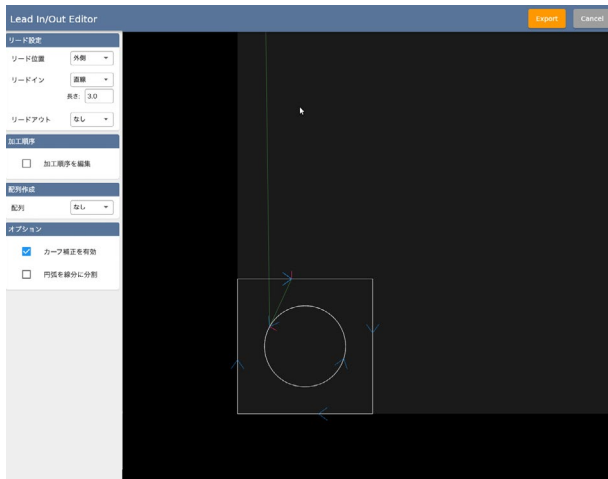 Lead In/Out Editor
Export
Cancel
リード設定
リード位置 外側
リードイン 直線
長さ: 3.0
リードアウト なし
加工順序
加工順序を編集
配列作成
配列 なし
オプション
カーフ補正を有効
円弧を線分に分割